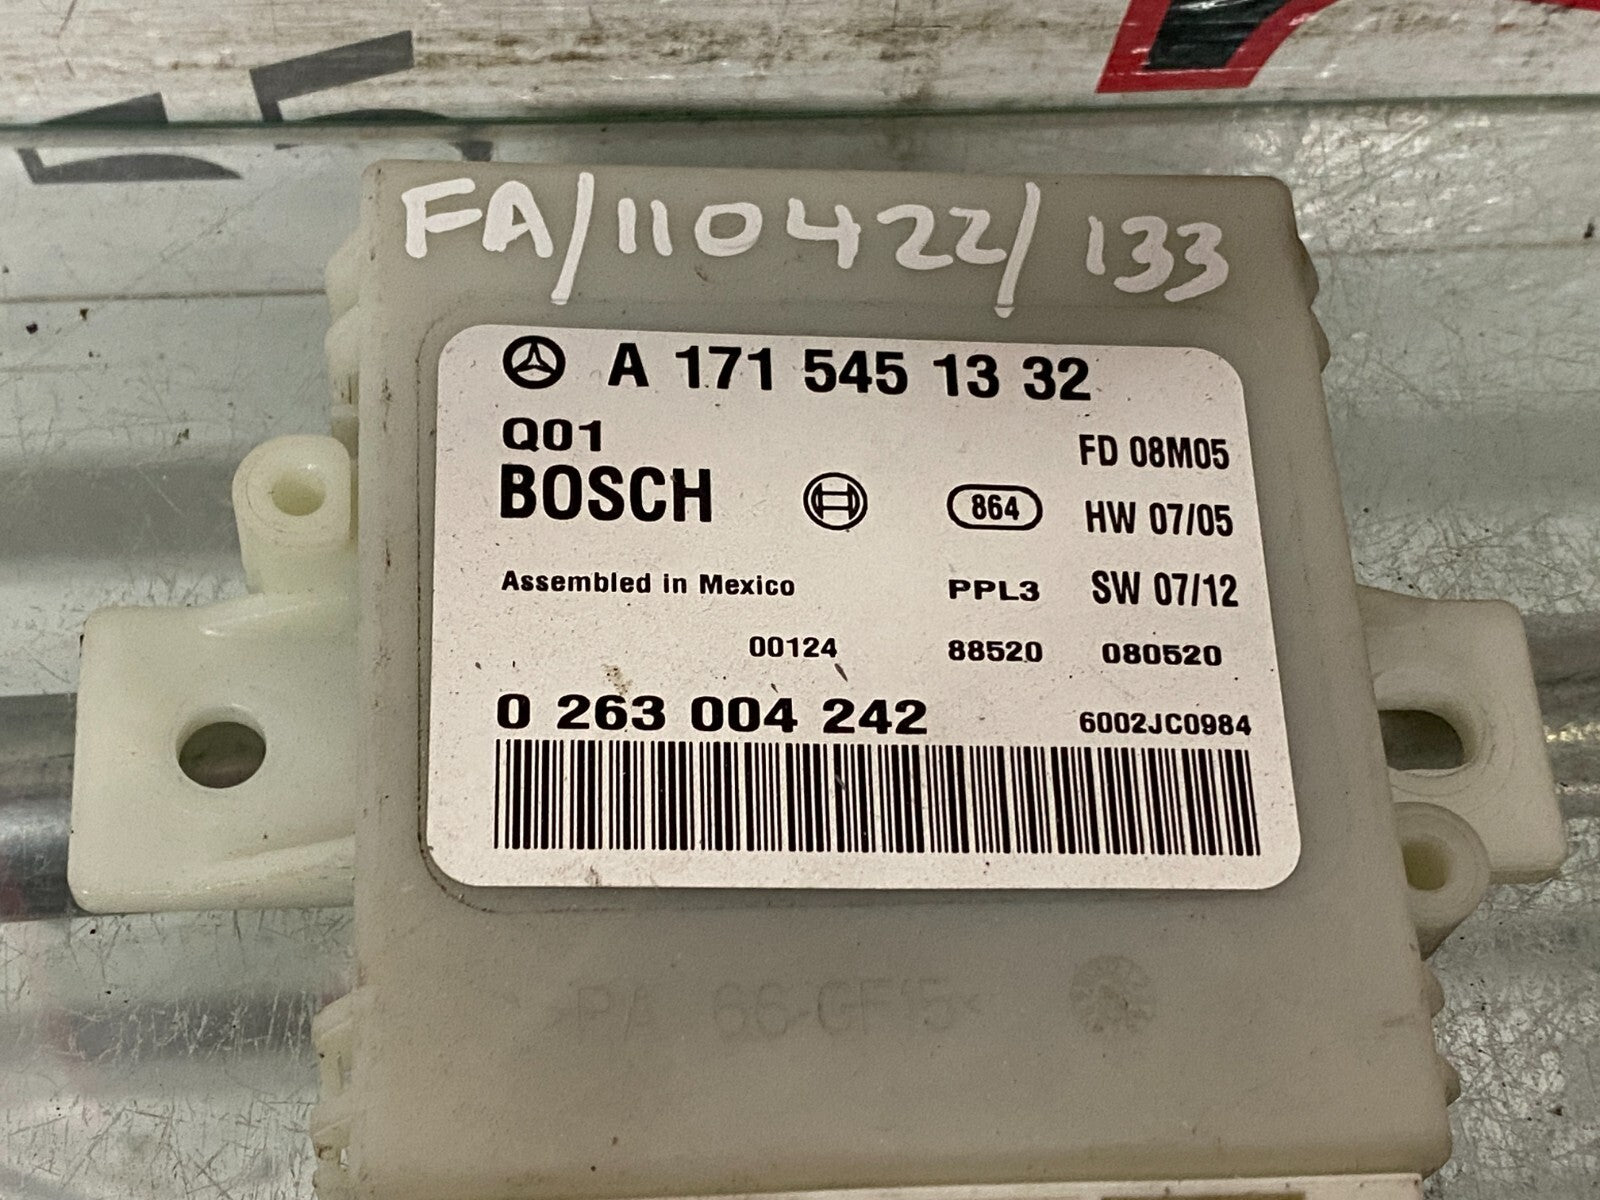 FA/110422/133
A 171 545 13 32
Q01
FD 08M05
BOSCH
864
HW 07/05
Assembled in Mexico
PPL3
SW 07/12
00124
88520
080520
0 263 004 242
6002JC0984